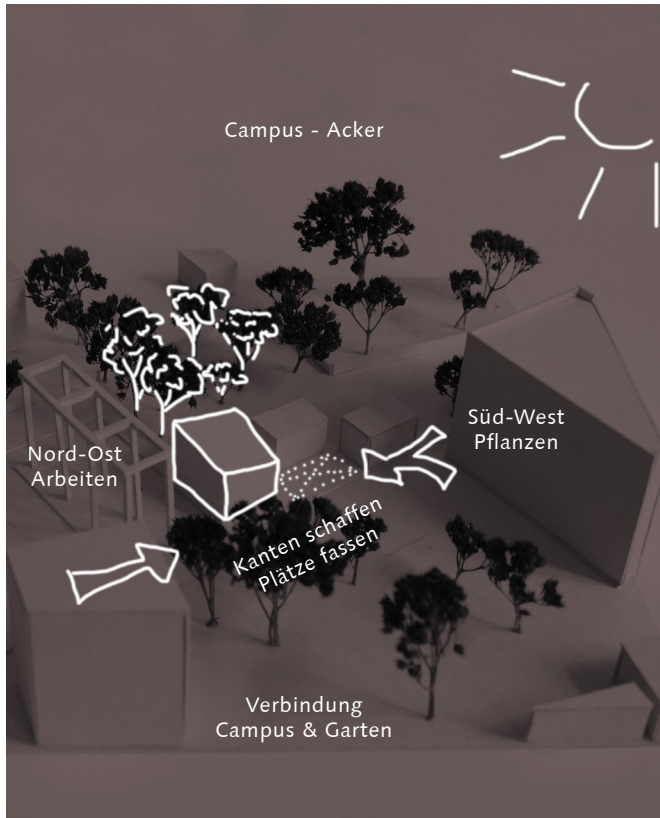 Campus - Acker
Süd-West
Pflanzen
Nord-Ost
Arbeiten
Kanten schaffen
Plätze fassen
Verbindung
Campus & Garten